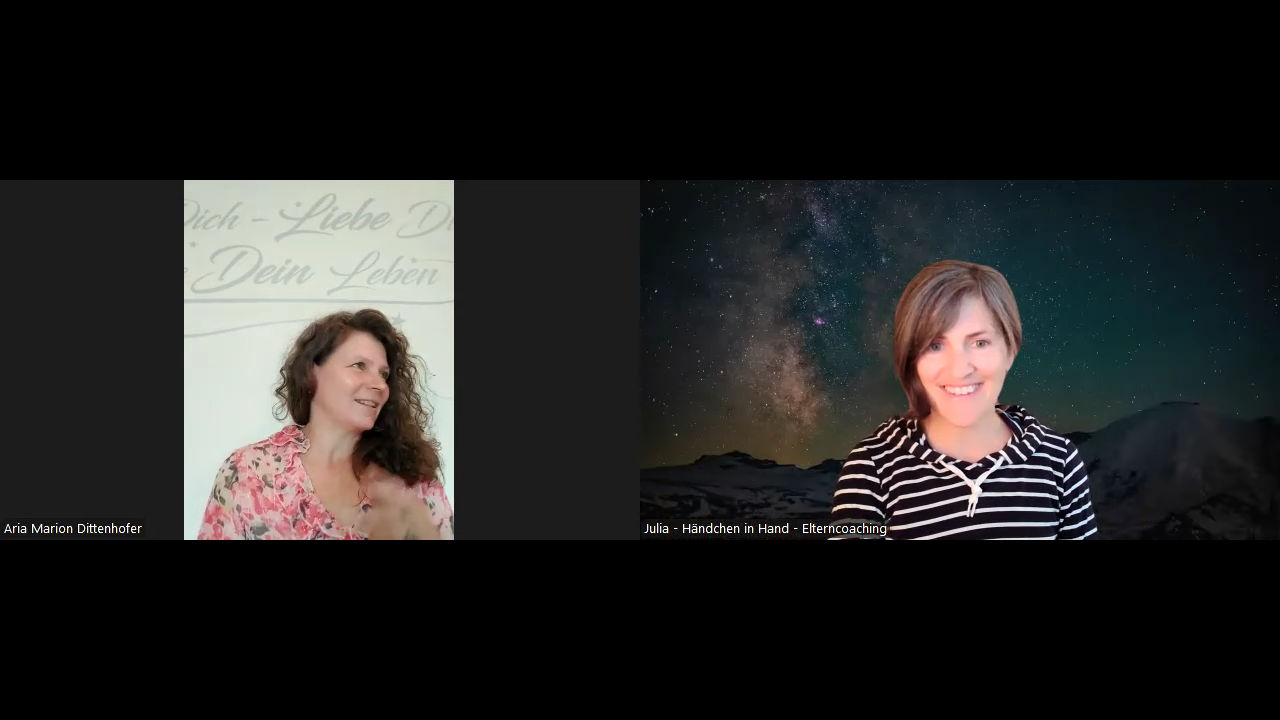 Dich - Liebe
Dein Leben
Aria Marion Dittenhofer
Julia - Händchen in Hand - Elterncoaching